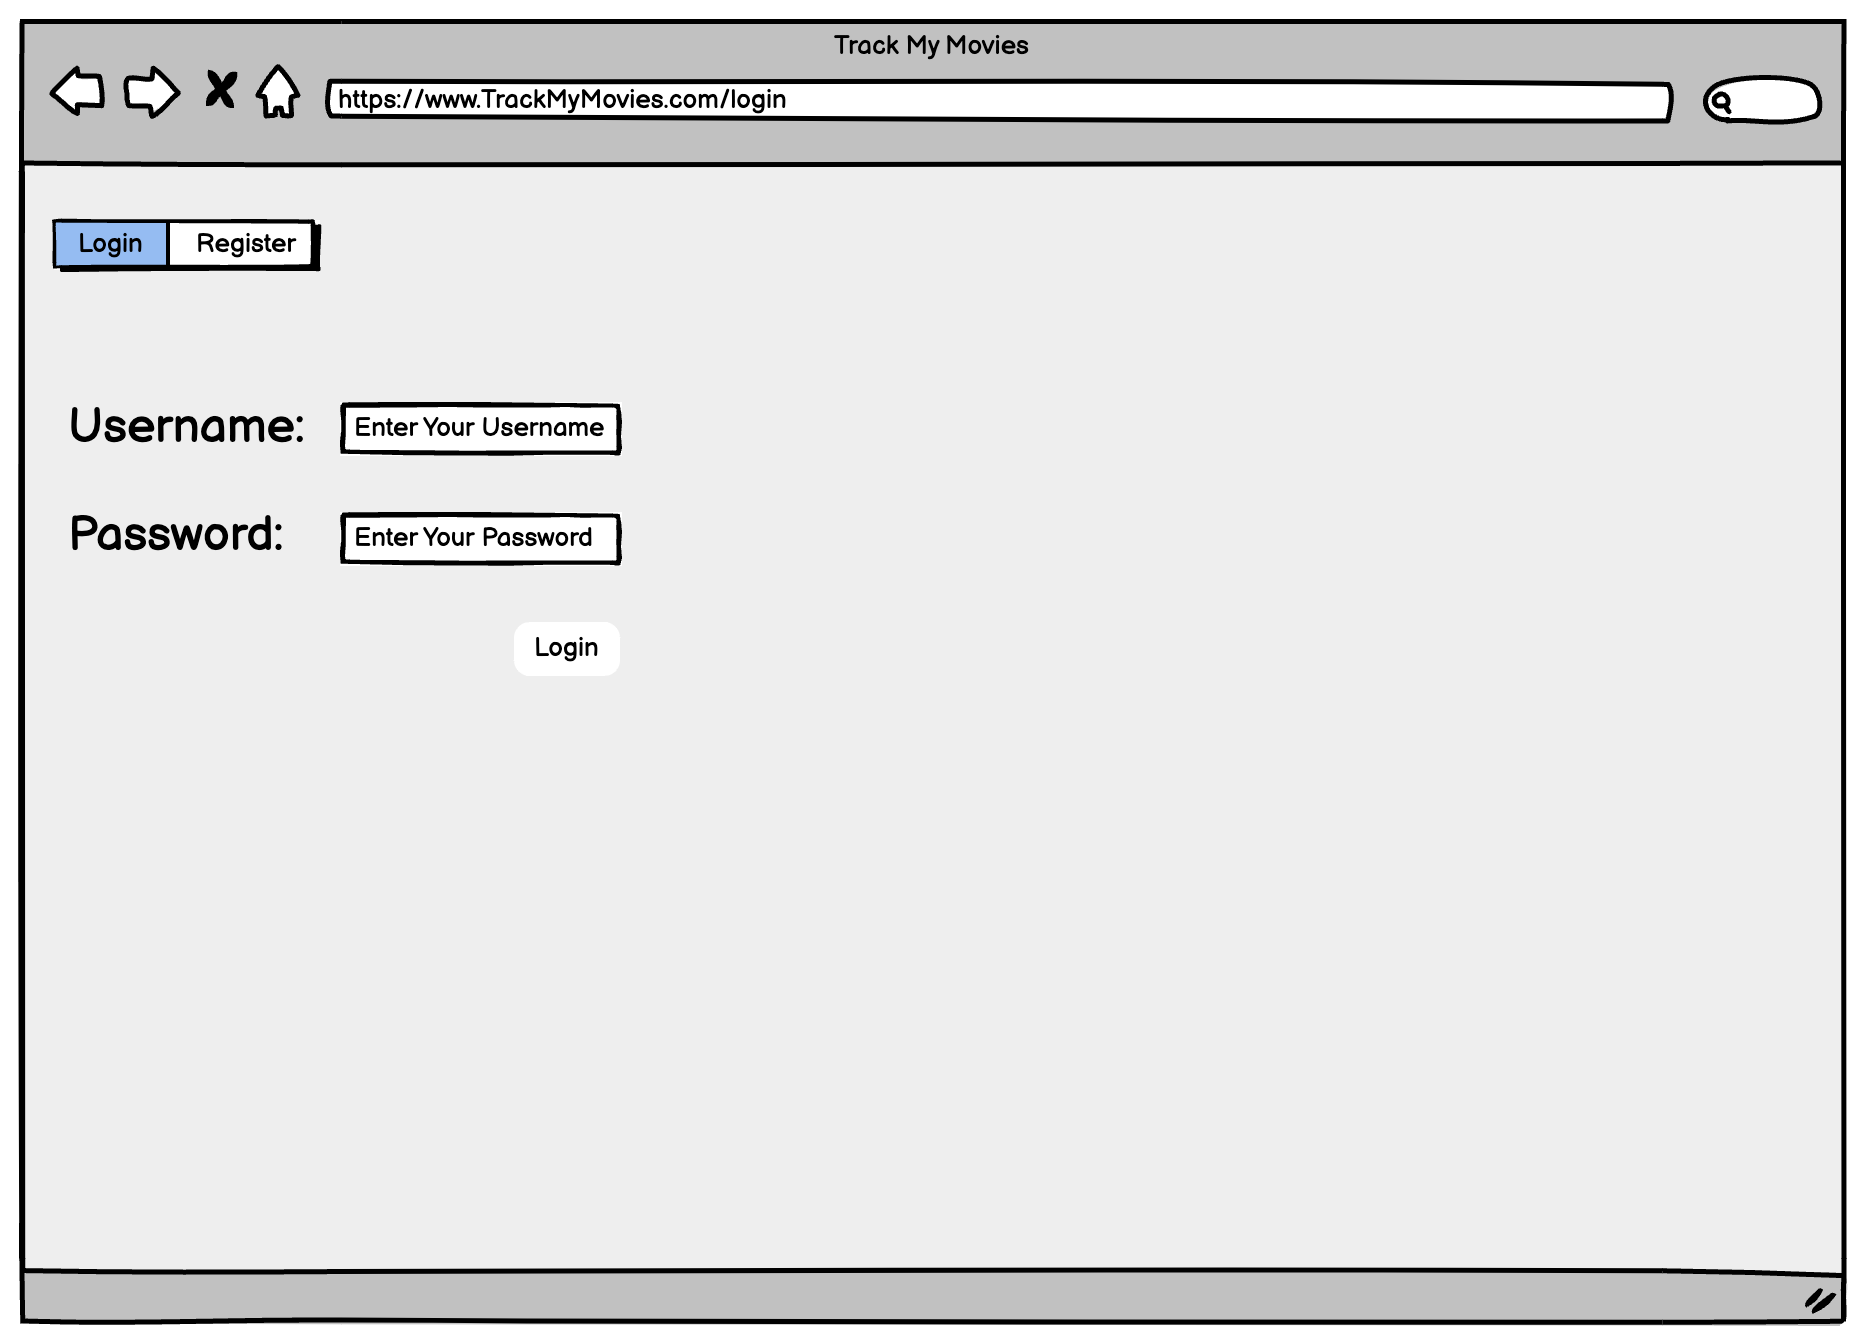 Track My Movies
https://www.TrackMyMovies.com/login
Login Register
Username: Enter Your Username
Password: Enter Your Password
Login